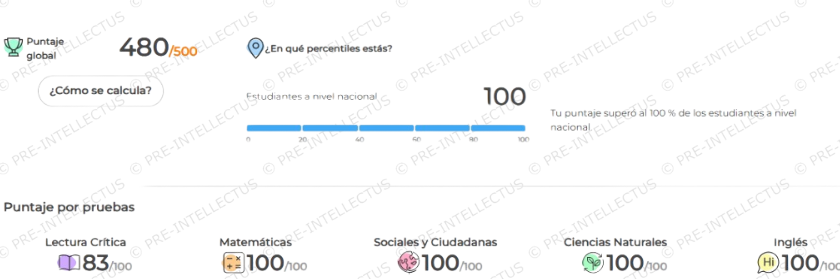 Puntaje
global
480/500
¿En qué percentiles estás?
¿Cómo se calcula?
Estudiantes a nivel nacional
100
Tu puntaje superó al 100 % de los estudiantes a nivel
nacional
0 20 40 60 80 100
Puntaje por pruebas
Lectura Crítica
83/100
Matemáticas
100/100
Sociales y Ciudadanas
100/100
Ciencias Naturales
100/100
Inglés
Hi
100/100
© PRE-INTELLECTUS